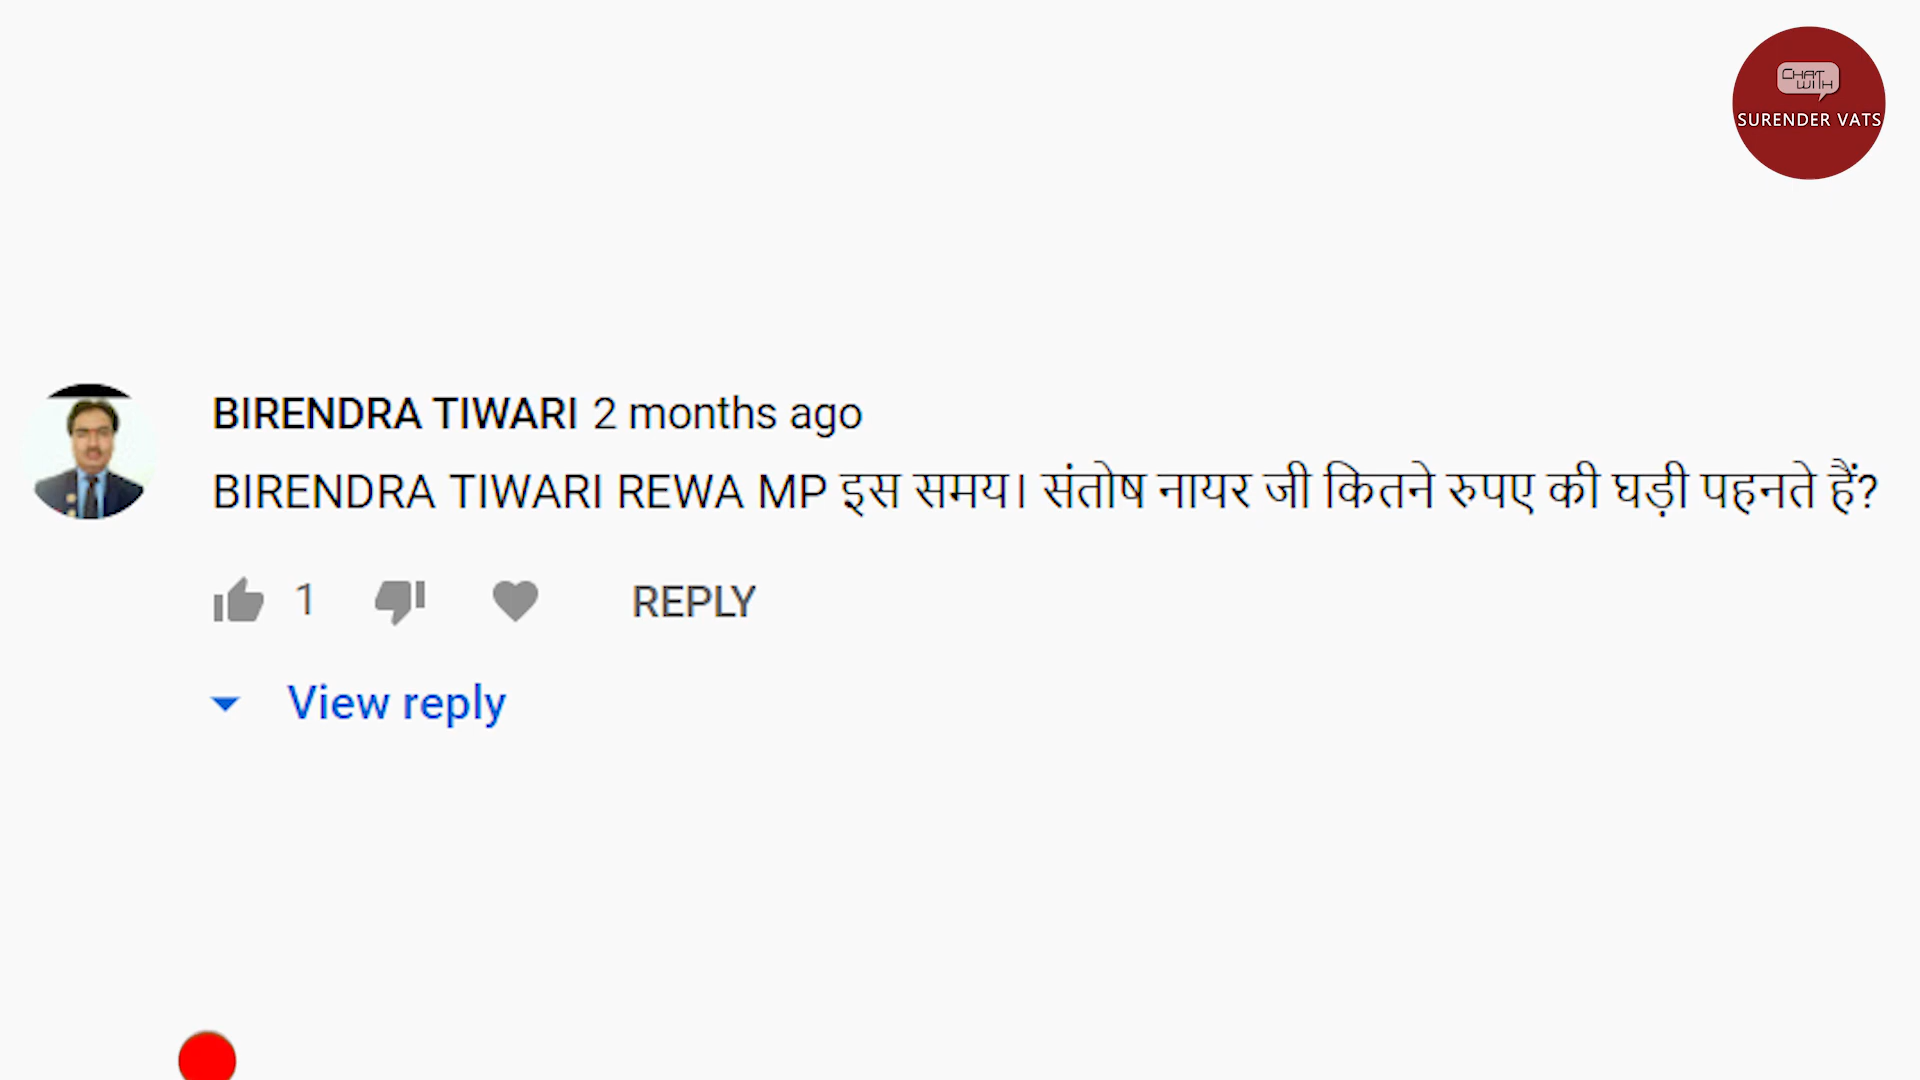 CHAT
WITH
SURENDER VATS
BIRENDRA TIWARI 2 months ago
BIRENDRA TIWARI REWA MP इस समय। संतोष नायर जी कितने रुपए की घड़ी पहनते हैं?
1 REPLY
View reply